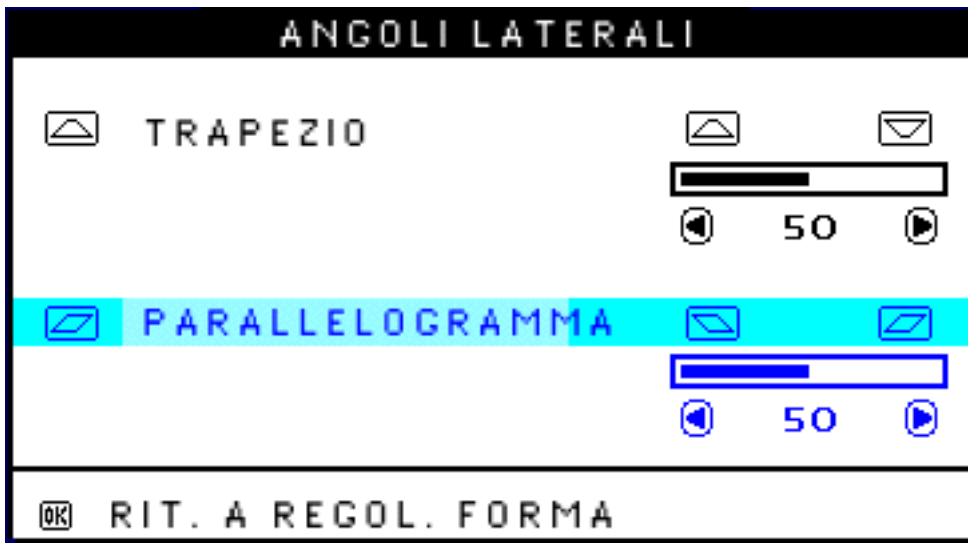 ANGOLI LATERALI
TRAPEZIO
50
PARALLELOGRAMMA
50
OK RIT. A REGOL. FORMA